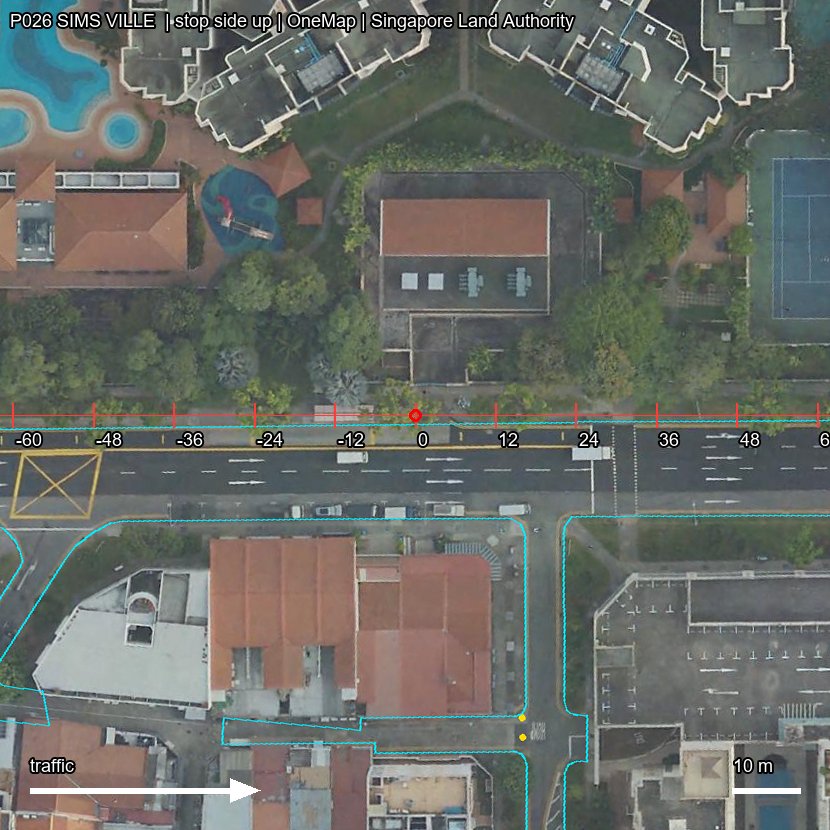 P026 SIMS VILLE | stop side up | OneMap | Singapore Land Authority
-60 -48 -36 -24 -12 0 12 24 36 48 6
traffic
10 m